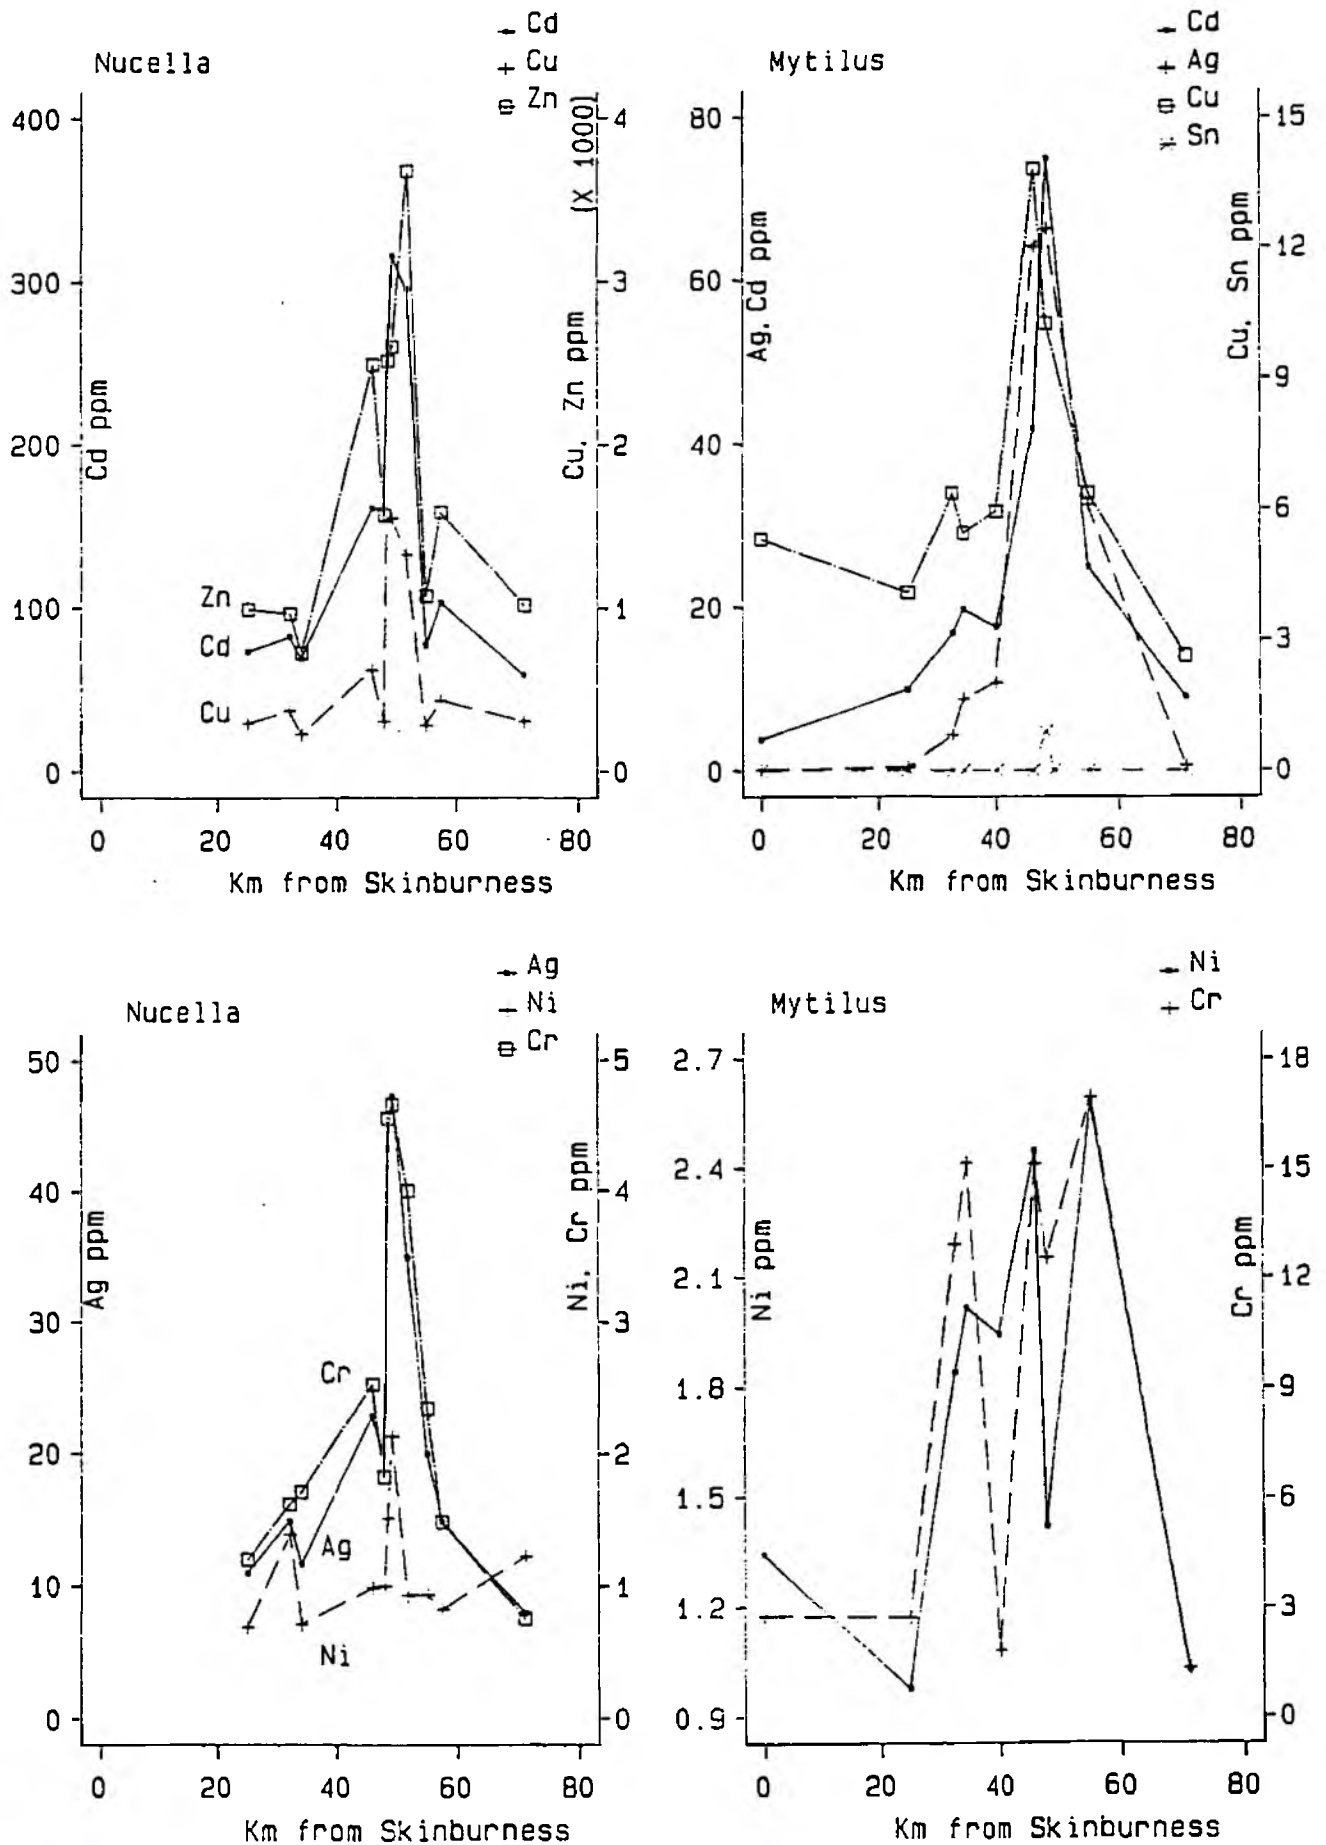 Nucella
Cd
Cu
Zn
400
300
200
100
0
Cd ppm
4
3
2
1
0
Cu, Zn ppm (X 1000)
Zn
Cd
Cu
0 20 40 60 80
Km from Skinburness
Mytilus
Cd
Ag
Cu
Sn
80
60
40
20
0
Ag, Cd ppm
15
12
9
6
3
0
Cu, Sn ppm
0 20 40 60 80
Km from Skinburness
Nucella
Ag
Ni
Cr
50
40
30
20
10
0
Ag ppm
5
4
3
2
1
0
Ni, Cr ppm
Cr
Ag
Ni
0 20 40 60 80
Km from Skinburness
Mytilus
Ni
Cr
2.7
2.4
2.1
1.8
1.5
1.2
0.9
Ni ppm
18
15
12
9
6
3
0
Cr ppm
0 20 40 60 80
Km from Skinburness